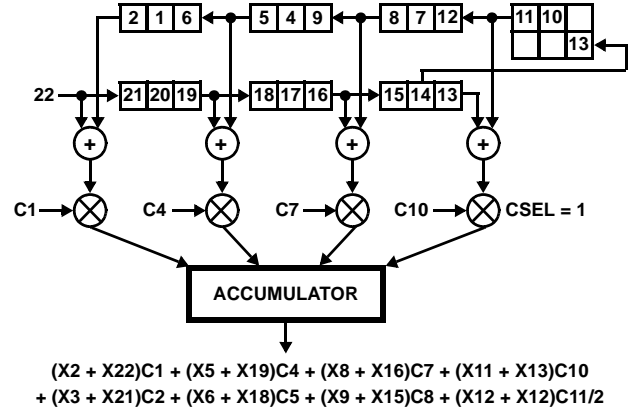 2 1 6 5 4 9 8 7 12 11 10
13
22 21 20 19 18 17 16 15 14 13
+ + + +
C1 C4 C7 C10 CSEL = 1
ACCUMULATOR
(X2 + X22)C1 + (X5 + X19)C4 + (X8 + X16)C7 + (X11 + X13)C10
+ (X3 + X21)C2 + (X6 + X18)C5 + (X9 + X15)C8 + (X12 + X12)C11/2